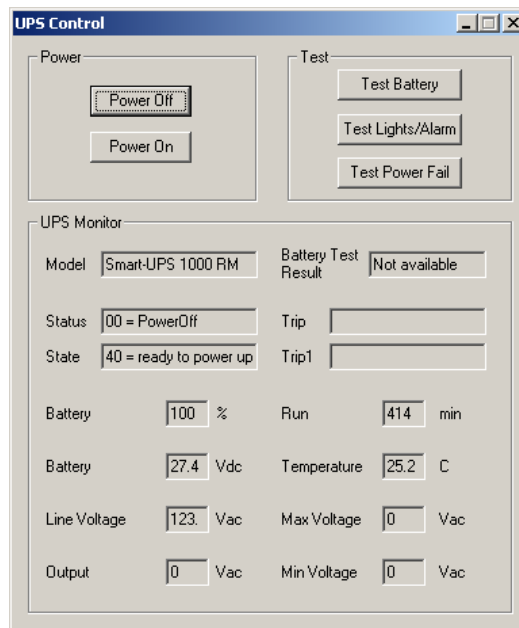 UPS Control
Power
Power Off
Power On
Test
Test Battery
Test Lights/Alarm
Test Power Fail
UPS Monitor
Model Smart-UPS 1000 RM
Battery Test Result Not available
Status 00 = PowerOff Trip
State 40 = ready to power up Trip1
Battery 100 % Run 414 min
Battery 27.4 Vdc Temperature 25.2 C
Line Voltage 123. Vac Max Voltage 0 Vac
Output 0 Vac Min Voltage 0 Vac